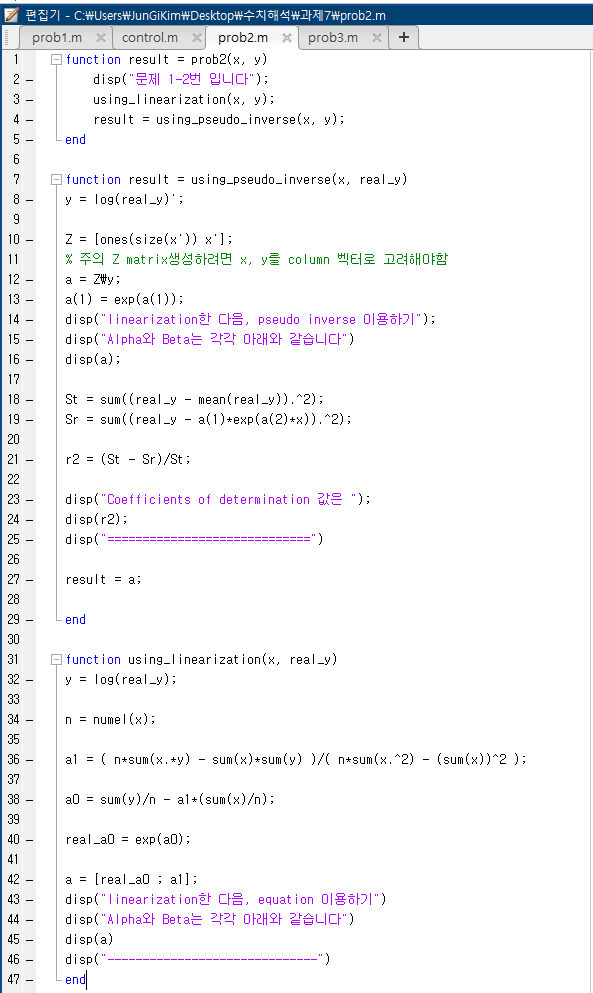 편집기 - C:₩Users₩JunGiKim₩Desktop₩수치해석₩과제7₩prob2.m
prob1.m × control.m × prob2.m × prob3.m × +
1 function result = prob2(x, y)
2 – disp("문제 1-2번 입니다");
3 – using_linearization(x, y);
4 – result = using_pseudo_inverse(x, y);
5 – end
6
7 function result = using_pseudo_inverse(x, real_y)
8 – y = log(real_y)';
9
10 – Z = [ones(size(x')) x'];
11 % 주의 Z matrix생성하려면 x, y를 column 벡터로 고려해야함
12 – a = Z₩y;
13 – a(1) = exp(a(1));
14 – disp("linearization한 다음, pseudo inverse 이용하기");
15 – disp("Alpha와 Beta는 각각 아래와 같습니다")
16 – disp(a);
17
18 – St = sum((real_y - mean(real_y)).^2);
19 – Sr = sum((real_y - a(1)*exp(a(2)*x)).^2);
20
21 – r2 = (St - Sr)/St;
22
23 – disp("Coefficients of determination 값은 ");
24 – disp(r2);
25 – disp("=============================")
26
27 – result = a;
28
29 – end
30
31 function using_linearization(x, real_y)
32 – y = log(real_y);
33
34 – n = numel(x);
35
36 – a1 = ( n*sum(x.*y) - sum(x)*sum(y) )/( n*sum(x.^2) - (sum(x))^2 );
37
38 – a0 = sum(y)/n - a1*(sum(x)/n);
39
40 – real_a0 = exp(a0);
41
42 – a = [real_a0 ; a1];
43 – disp("linearization한 다음, equation 이용하기")
44 – disp("Alpha와 Beta는 각각 아래와 같습니다")
45 – disp(a)
46 – disp("------------------------------")
47 – end